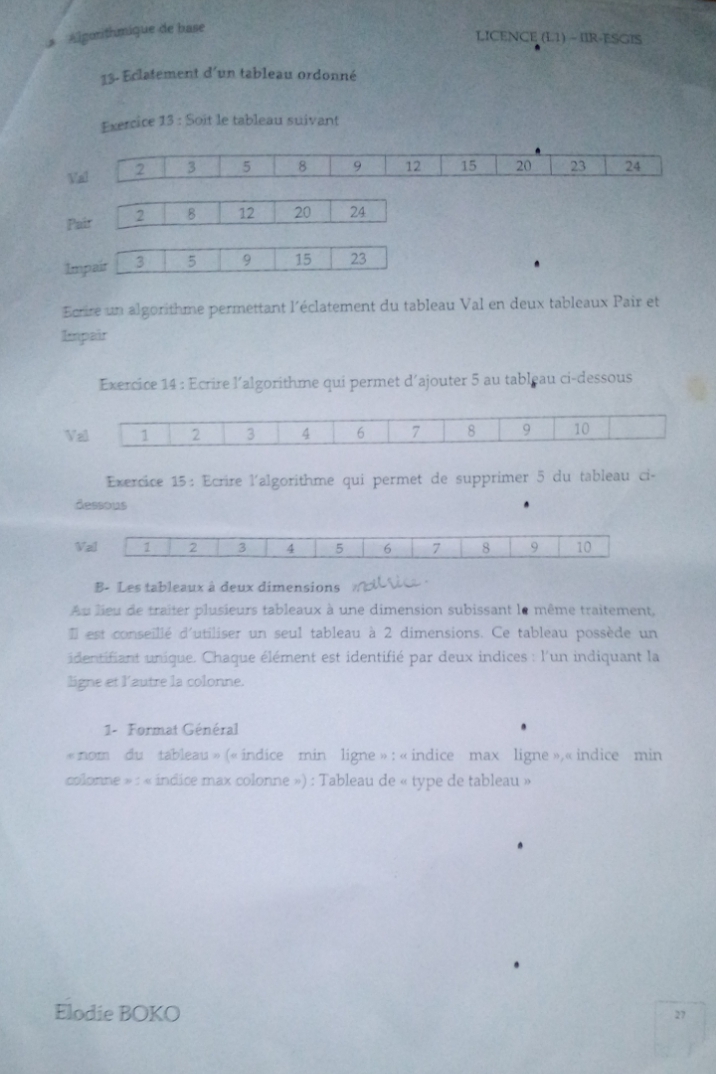 Algorithmique de base
LICENCE (L1) – IIR-ESGIS
13- Eclatement d'un tableau ordonné
Exercice 13 : Soit le tableau suivant
Val 2 3 5 8 9 12 15 20 23 24
Pair 2 8 12 20 24
Impair 3 5 9 15 23
Ecrire un algorithme permettant l'éclatement du tableau Val en deux tableaux Pair et
Impair
Exercice 14 : Ecrire l'algorithme qui permet d'ajouter 5 au tableau ci-dessous
Val 1 2 3 4 6 7 8 9 10
Exercice 15 : Ecrire l'algorithme qui permet de supprimer 5 du tableau ci-
dessous
Val 1 2 3 4 5 6 7 8 9 10
B- Les tableaux à deux dimensions
Au lieu de traiter plusieurs tableaux à une dimension subissant le même traitement,
Il est conseillé d'utiliser un seul tableau à 2 dimensions. Ce tableau possède un
identifiant unique. Chaque élément est identifié par deux indices : l'un indiquant la
ligne et l'autre la colonne.
1- Format Général
« nom du tableau » (« indice min ligne » : « indice max ligne »,« indice min
colonne » : « indice max colonne ») : Tableau de « type de tableau »
Elodie BOKO
27